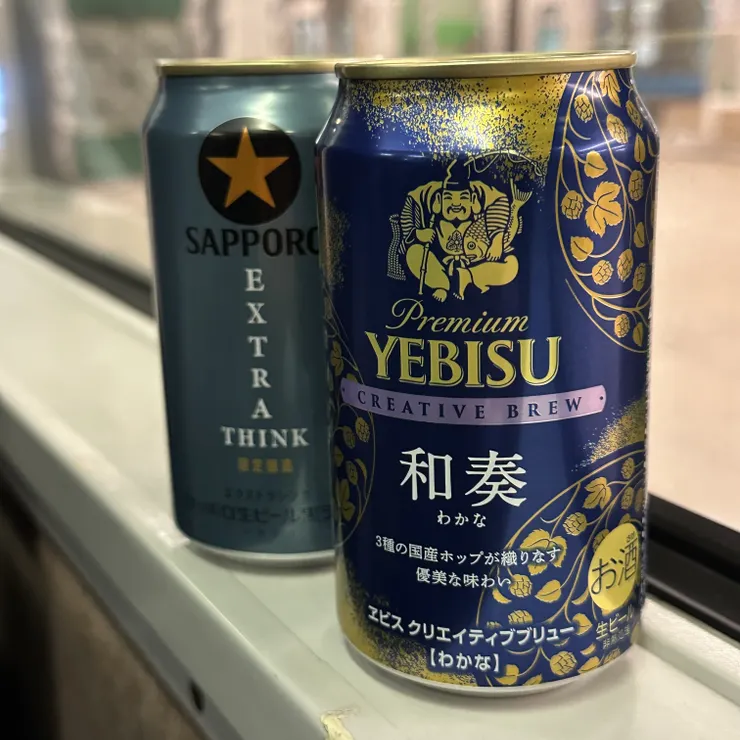 SAPPORO
EXTRA
THINK
限定醸造
Premium
YEBISU
CREATIVE BREW
和奏
わかな
3種の国産ホップが織りなす
優美な味わい
ヱビス クリエイティブブリュー
【わかな】
お酒
生ビール